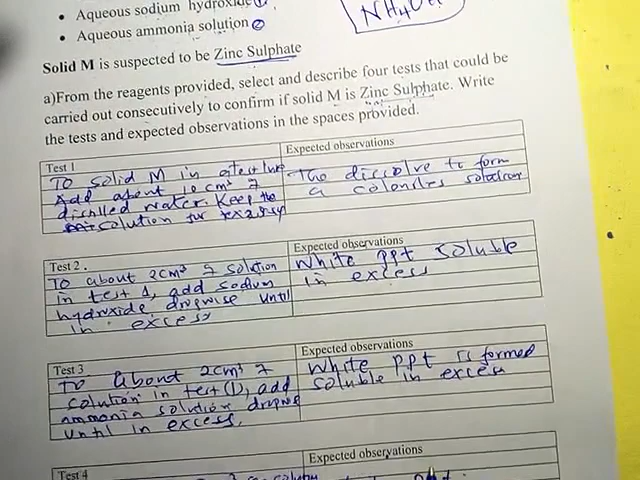 • Aqueous sodium hydroxide ①
• Aqueous ammonia solution ②
NH4OH
Solid M is suspected to be Zinc Sulphate
a)From the reagents provided, select and describe four tests that could be
carried out consecutively to confirm if solid M is Zinc Sulphate. Write
the tests and expected observations in the spaces provided.
Test 1
To solid M in a test tube
Add about 10 cm³ of
distilled water. Keep the
solution for
Expected observations
The dissolve to form
a colourless solution
Test 2 .
To about 2cm³ of solution
in test 1, add sodium
hydroxide dropwise until
in excess
Expected observations
White ppt soluble
in excess
Test 3
To about 2cm³ of
solution in test (1), add
ammonia solution dropwise
until in excess.
Expected observations
White ppt is formed
soluble in excess
Test 4
Expected observations